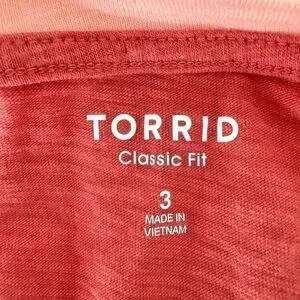 TORRID
Classic Fit
3
MADE IN
VIETNAM